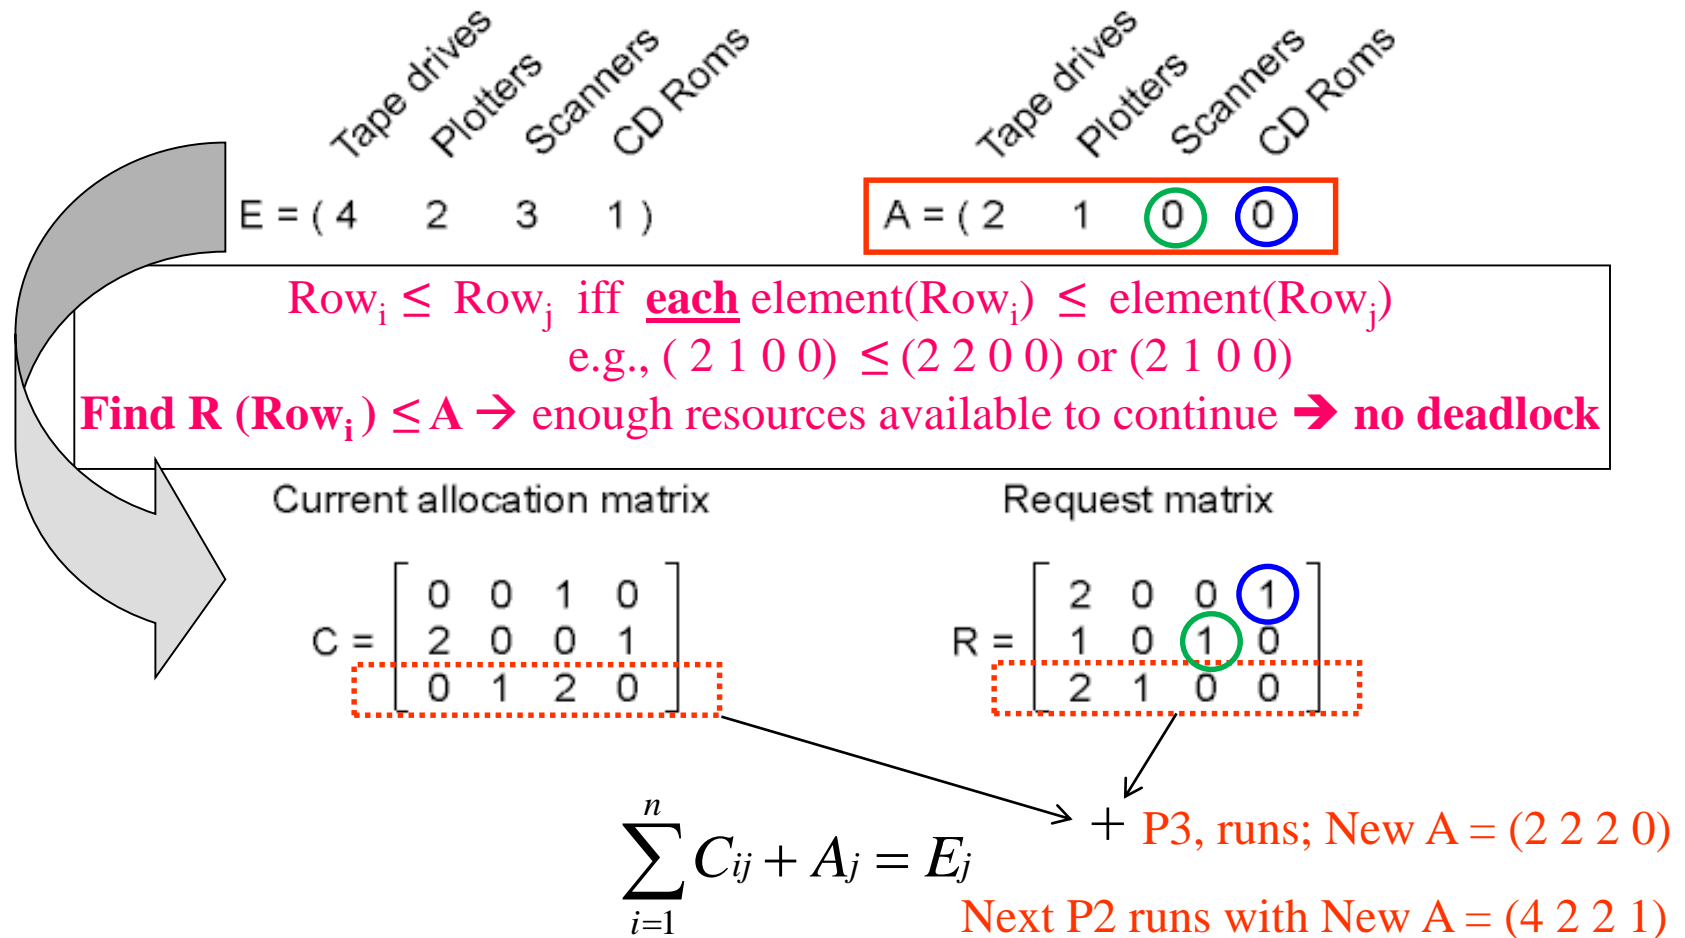 Tape drives Plotters Scanners CD Roms Tape drives Plotters Scanners CD Roms
E = ( 4 2 3 1 ) A = ( 2 1 0 0
Rowᵢ ≤ Rowⱼ iff each element(Rowᵢ) ≤ element(Rowⱼ)
e.g., ( 2 1 0 0) ≤ (2 2 0 0) or (2 1 0 0)
Find R (Rowᵢ ) ≤ A → enough resources available to continue ➔ no deadlock
Current allocation matrix Request matrix
0 0 1 0 2 0 0 1
C = 2 0 0 1 R = 1 0 1 0
0 1 2 0 2 1 0 0
+ P3, runs; New A = (2 2 2 0)
n
∑ Cij + Aj = Ej
i=1
Next P2 runs with New A = (4 2 2 1)